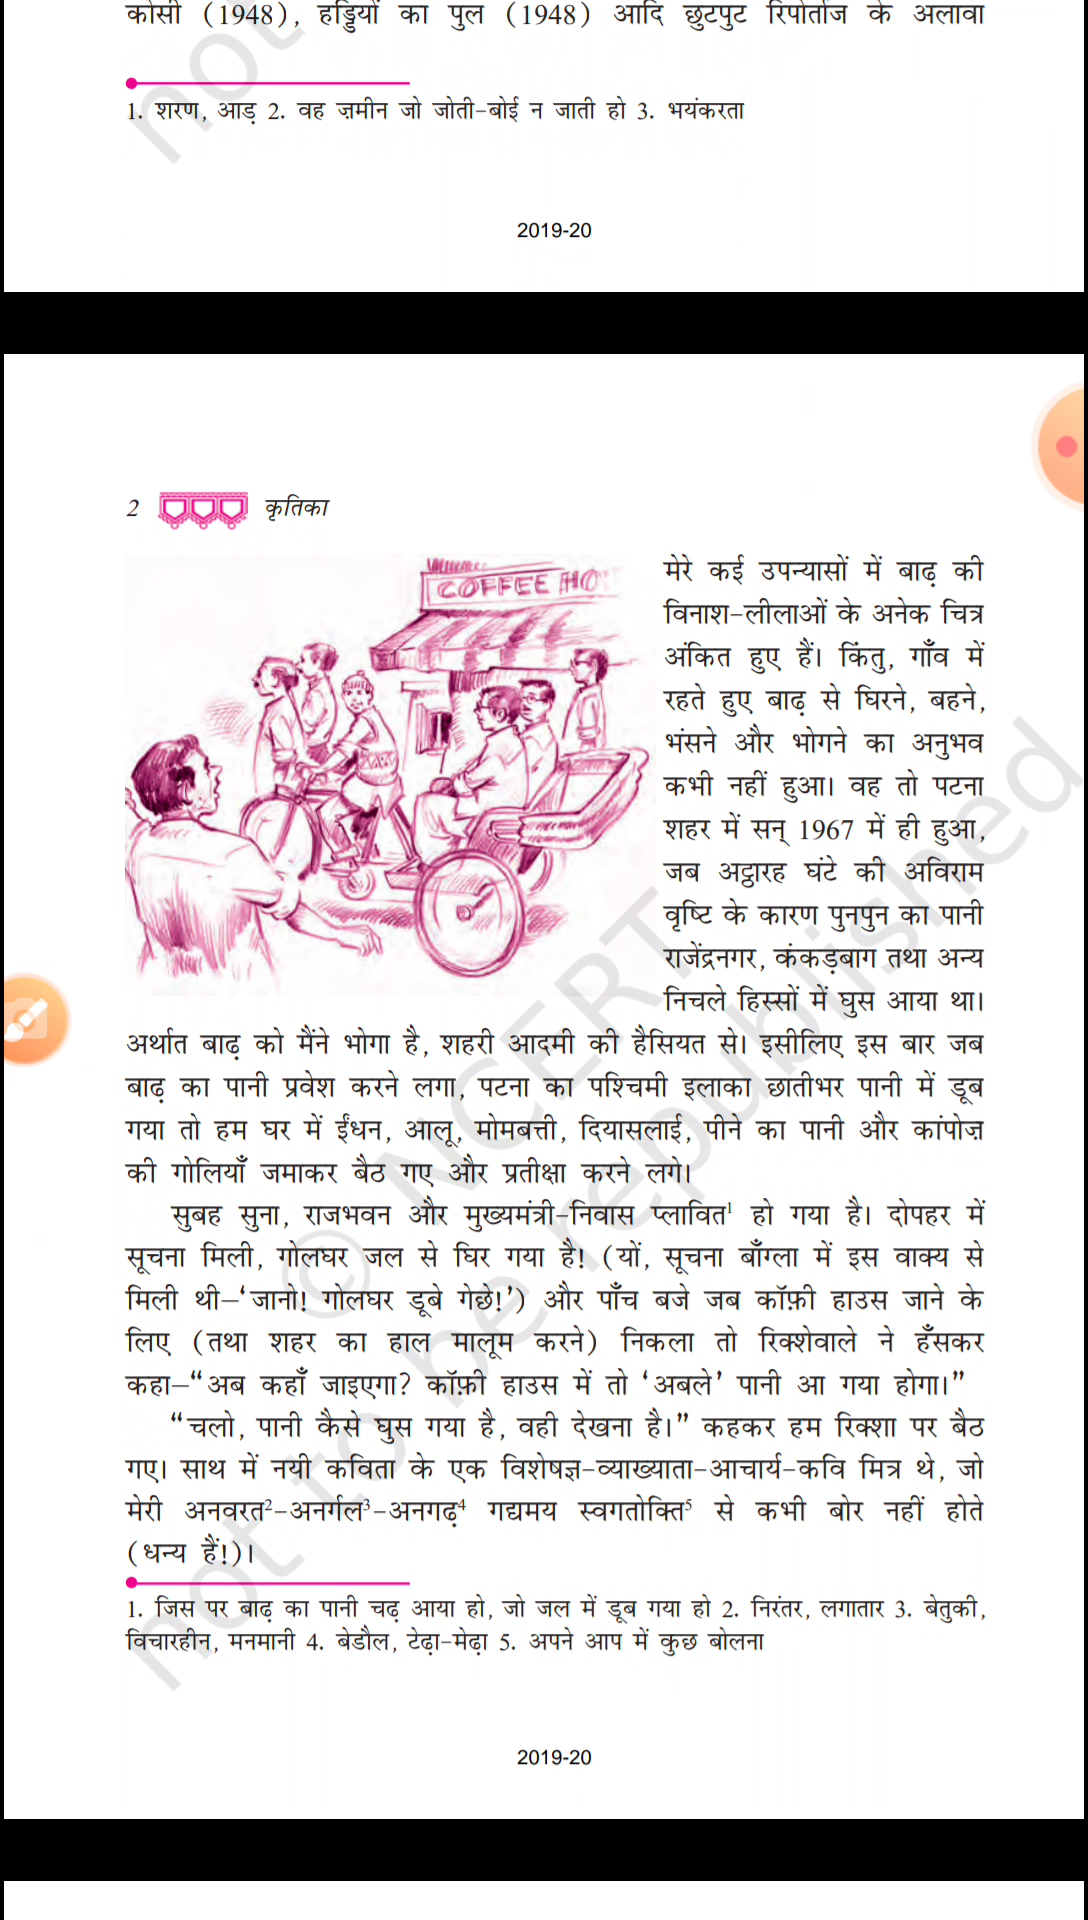 कोसी (1948), हड्डियों का पुल (1948) आदि छुटपुट रिपोर्ताज के अलावा
1. शरण, आड़ 2. वह ज़मीन जो जोती-बोई न जाती हो 3. भयंकरता
2019-20
2 कृतिका
COFFEE HO
मेरे कई उपन्यासों में बाढ़ की
विनाश-लीलाओं के अनेक चित्र
अंकित हुए हैं। किंतु, गाँव में
रहते हुए बाढ़ से घिरने, बहने,
भंसने और भोगने का अनुभव
कभी नहीं हुआ। वह तो पटना
शहर में सन् 1967 में ही हुआ,
जब अट्ठारह घंटे की अविराम
वृष्टि के कारण पुनपुन का पानी
राजेंद्रनगर, कंकड़बाग तथा अन्य
निचले हिस्सों में घुस आया था।
अर्थात बाढ़ को मैंने भोगा है, शहरी आदमी की हैसियत से। इसीलिए इस बार जब
बाढ़ का पानी प्रवेश करने लगा, पटना का पश्चिमी इलाका छातीभर पानी में डूब
गया तो हम घर में ईंधन, आलू, मोमबत्ती, दियासलाई, पीने का पानी और कांपोज़
की गोलियाँ जमाकर बैठ गए और प्रतीक्षा करने लगे।
सुबह सुना, राजभवन और मुख्यमंत्री-निवास प्लावित¹ हो गया है। दोपहर में
सूचना मिली, गोलघर जल से घिर गया है! (यों, सूचना बाँग्ला में इस वाक्य से
मिली थी–‘जानो! गोलघर डूबे गेछे!’) और पाँच बजे जब कॉफ़ी हाउस जाने के
लिए (तथा शहर का हाल मालूम करने) निकला तो रिक्शेवाले ने हँसकर
कहा–“अब कहाँ जाइएगा? कॉफ़ी हाउस में तो ‘अबले’ पानी आ गया होगा।”
“चलो, पानी कैसे घुस गया है, वही देखना है।” कहकर हम रिक्शा पर बैठ
गए। साथ में नयी कविता के एक विशेषज्ञ-व्याख्याता-आचार्य-कवि मित्र थे, जो
मेरी अनवरत²-अनर्गल³-अनगढ़⁴ गद्यमय स्वगतोक्ति⁵ से कभी बोर नहीं होते
(धन्य हैं!)।
1. जिस पर बाढ़ का पानी चढ़ आया हो, जो जल में डूब गया हो 2. निरंतर, लगातार 3. बेतुकी,
विचारहीन, मनमानी 4. बेडौल, टेढ़ा-मेढ़ा 5. अपने आप में कुछ बोलना
2019-20
© NCERT
not to be republished
not